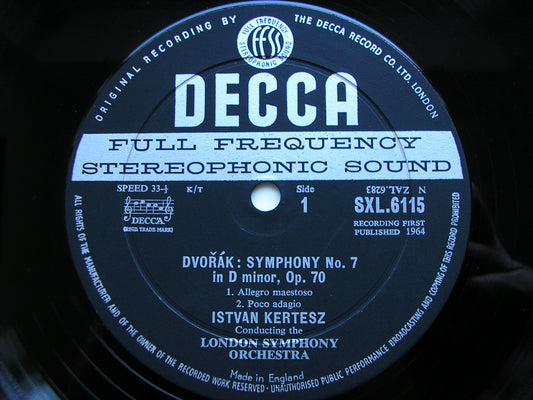 ORIGINAL RECORDING BY THE DECCA RECORD CO. LTD. LONDON
FULL FREQUENCY
ffss
STEREOPHONIC SOUND
DECCA
FULL FREQUENCY
STEREOPHONIC SOUND
SPEED 33-⅓ K/T Side N ZAL.6283
1 SXL.6115
DECCA
(REGD. TRADE MARK)
RECORDING FIRST
PUBLISHED 1964
DVOŘÁK: SYMPHONY No. 7
in D minor, Op. 70
1. Allegro maestoso
2. Poco adagio
ISTVAN KERTESZ
Conducting the
LONDON SYMPHONY
ORCHESTRA
Made in England
ALL RIGHTS OF THE MANUFACTURER AND OF THE OWNER OF THE RECORDED WORK RESERVED · UNAUTHORISED PUBLIC PERFORMANCE BROADCASTING AND COPYING OF THIS RECORD PROHIBITED